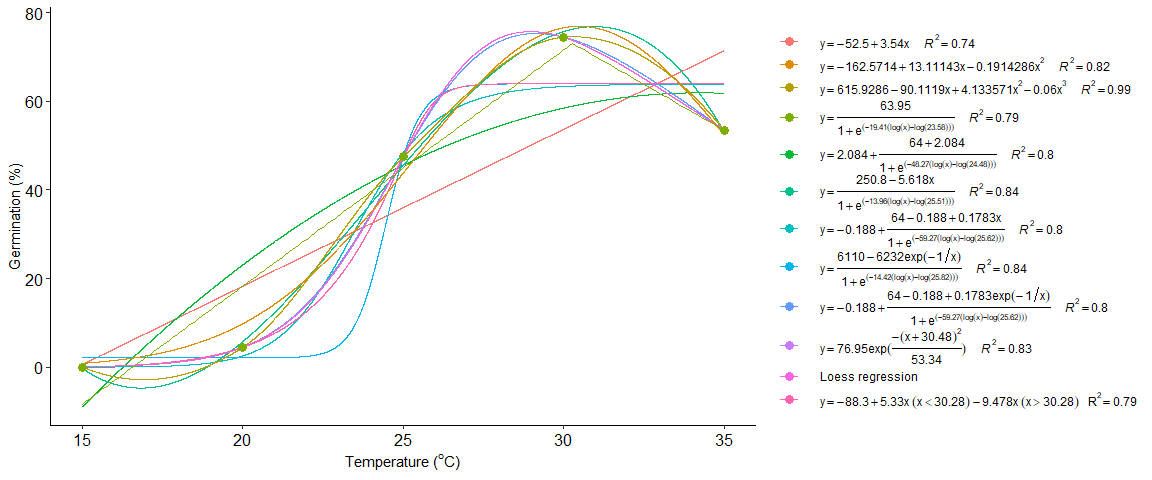 80
60
40
20
0
Germination (%)
15 20 25 30 35
Temperature (°C)
y = −52.5 + 3.54x R² = 0.74
y = −162.5714 + 13.11143x − 0.1914286x² R² = 0.82
y = 615.9286 − 90.1119x + 4.133571x² − 0.06x³ R² = 0.99
y = 63.95 / 1 + e^(−19.41(log(x)−log(23.58))) R² = 0.79
y = 2.084 + 64 + 2.084 / 1 + e^(−48.27(log(x)−log(24.48))) R² = 0.8
y = 250.8 − 5.618x / 1 + e^(−13.96(log(x)−log(25.51))) R² = 0.84
y = −0.188 + 64 − 0.188 + 0.1783x / 1 + e^(−59.27(log(x)−log(25.62))) R² = 0.8
y = 6110 − 6232exp(−1/x) / 1 + e^(−14.42(log(x)−log(25.82))) R² = 0.84
y = −0.188 + 64 − 0.188 + 0.1783exp(−1/x) / 1 + e^(−59.27(log(x)−log(25.62))) R² = 0.8
y = 76.95exp(−(x + 30.48)² / 53.34) R² = 0.83
Loess regression
y = −88.3 + 5.33x (x < 30.28) − 9.478x (x > 30.28) R² = 0.79